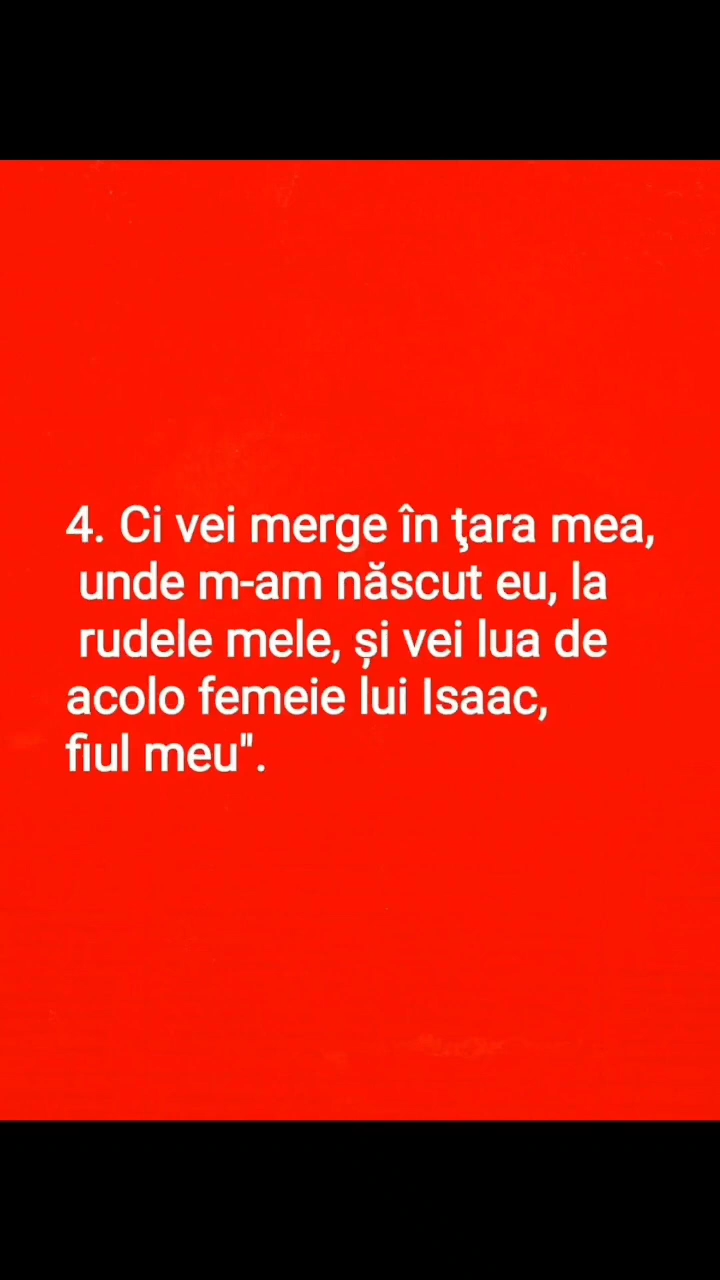 4. Ci vei merge în ţara mea,
unde m-am născut eu, la
rudele mele, și vei lua de
acolo femeie lui Isaac,
fiul meu".